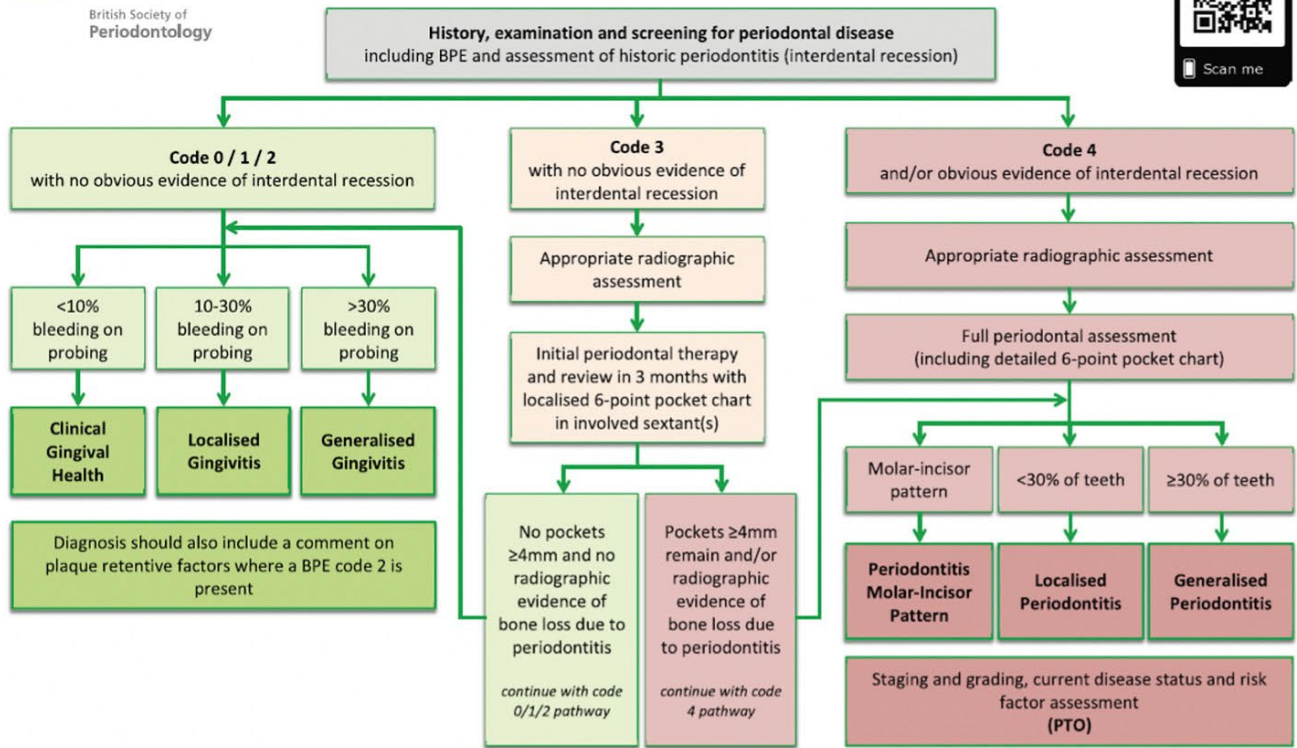 British Society of
Periodontology
Scan me
History, examination and screening for periodontal disease
including BPE and assessment of historic periodontitis (interdental recession)
Code 0 / 1 / 2
with no obvious evidence of interdental recession
Code 3
with no obvious evidence of
interdental recession
Code 4
and/or obvious evidence of interdental recession
Appropriate radiographic
assessment
Appropriate radiographic assessment
<10%
bleeding on
probing
10-30%
bleeding on
probing
>30%
bleeding on
probing
Initial periodontal therapy
and review in 3 months with
localised 6-point pocket chart
in involved sextant(s)
Full periodontal assessment
(including detailed 6-point pocket chart)
Clinical
Gingival
Health
Localised
Gingivitis
Generalised
Gingivitis
Molar-incisor
pattern
<30% of teeth
≥30% of teeth
Diagnosis should also include a comment on
plaque retentive factors where a BPE code 2 is
present
No pockets
≥4mm and no
radiographic
evidence of
bone loss due to
periodontitis
continue with code
0/1/2 pathway
Pockets ≥4mm
remain and/or
radiographic
evidence of
bone loss due
to periodontitis
continue with code
4 pathway
Periodontitis
Molar-Incisor
Pattern
Localised
Periodontitis
Generalised
Periodontitis
Staging and grading, current disease status and risk
factor assessment
(PTO)